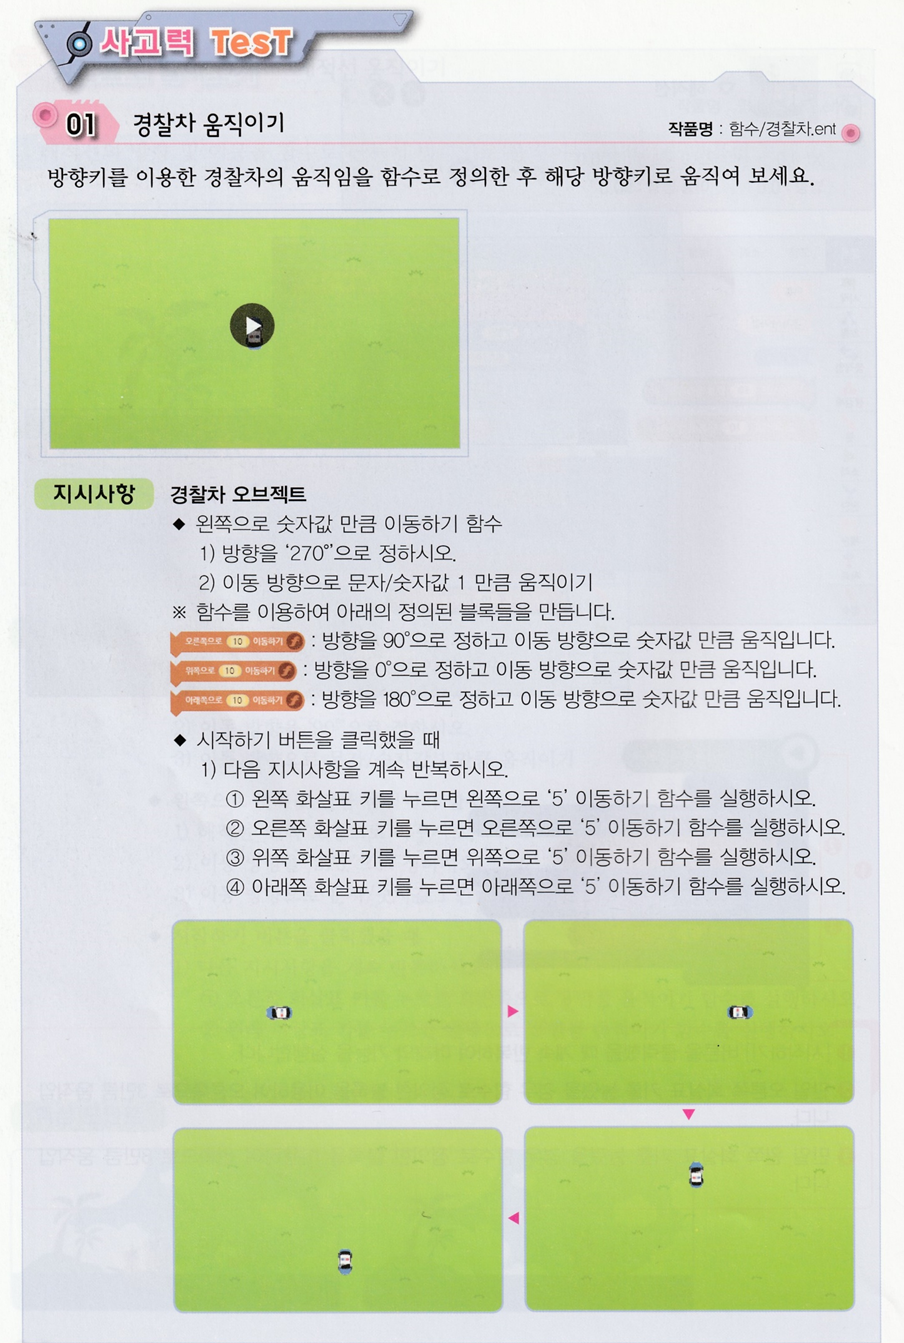 사고력 TesT
01 경찰차 움직이기
작품명 : 함수/경찰차.ent
방향키를 이용한 경찰차의 움직임을 함수로 정의한 후 해당 방향키로 움직여 보세요.
지시사항 경찰차 오브젝트
◆ 왼쪽으로 숫자값 만큼 이동하기 함수
1) 방향을 ‘270°’으로 정하시오.
2) 이동 방향으로 문자/숫자값 1 만큼 움직이기
※ 함수를 이용하여 아래의 정의된 블록들을 만듭니다.
오른쪽으로 10 이동하기 f : 방향을 90°으로 정하고 이동 방향으로 숫자값 만큼 움직입니다.
위쪽으로 10 이동하기 f : 방향을 0°으로 정하고 이동 방향으로 숫자값 만큼 움직입니다.
아래쪽으로 10 이동하기 f : 방향을 180°으로 정하고 이동 방향으로 숫자값 만큼 움직입니다.
◆ 시작하기 버튼을 클릭했을 때
1) 다음 지시사항을 계속 반복하시오.
① 왼쪽 화살표 키를 누르면 왼쪽으로 ‘5’ 이동하기 함수를 실행하시오.
② 오른쪽 화살표 키를 누르면 오른쪽으로 ‘5’ 이동하기 함수를 실행하시오.
③ 위쪽 화살표 키를 누르면 위쪽으로 ‘5’ 이동하기 함수를 실행하시오.
④ 아래쪽 화살표 키를 누르면 아래쪽으로 ‘5’ 이동하기 함수를 실행하시오.